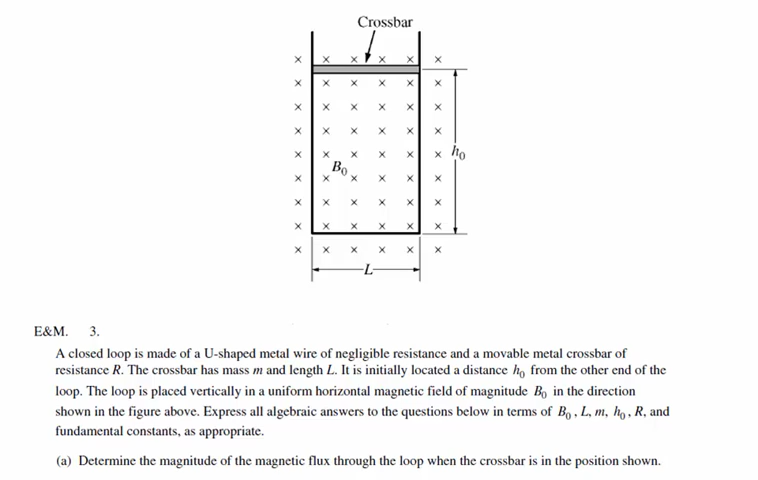 Crossbar
h₀
B₀
L
E&M. 3.
A closed loop is made of a U-shaped metal wire of negligible resistance and a movable metal crossbar of
resistance R. The crossbar has mass m and length L. It is initially located a distance h₀ from the other end of the
loop. The loop is placed vertically in a uniform horizontal magnetic field of magnitude B₀ in the direction
shown in the figure above. Express all algebraic answers to the questions below in terms of B₀, L, m, h₀, R, and
fundamental constants, as appropriate.
(a) Determine the magnitude of the magnetic flux through the loop when the crossbar is in the position shown.